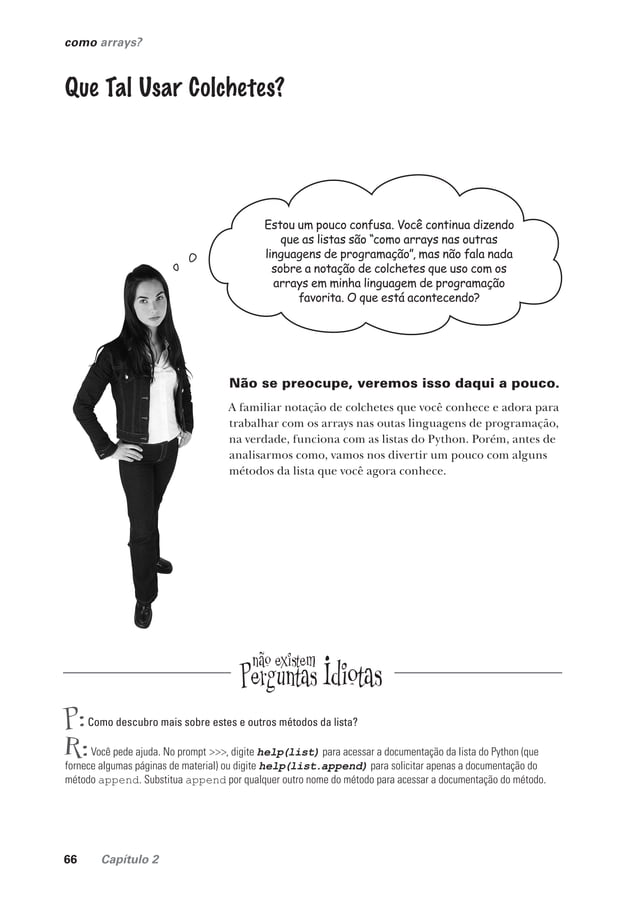 como arrays?
Que Tal Usar Colchetes?
Estou um pouco confusa. Você continua dizendo
que as listas são “como arrays nas outras
linguagens de programação”, mas não fala nada
sobre a notação de colchetes que uso com os
arrays em minha linguagem de programação
favorita. O que está acontecendo?
Não se preocupe, veremos isso daqui a pouco.
A familiar notação de colchetes que você conhece e adora para
trabalhar com os arrays nas outas linguagens de programação,
na verdade, funciona com as listas do Python. Porém, antes de
analisarmos como, vamos nos divertir um pouco com alguns
métodos da lista que você agora conhece.
não existem
Perguntas Idiotas
P: Como descubro mais sobre estes e outros métodos da lista?
R: Você pede ajuda. No prompt >>>, digite help(list) para acessar a documentação da lista do Python (que
fornece algumas páginas de material) ou digite help(list.append) para solicitar apenas a documentação do
método append. Substitua append por qualquer outro nome do método para acessar a documentação do método.
66 Capítulo 2